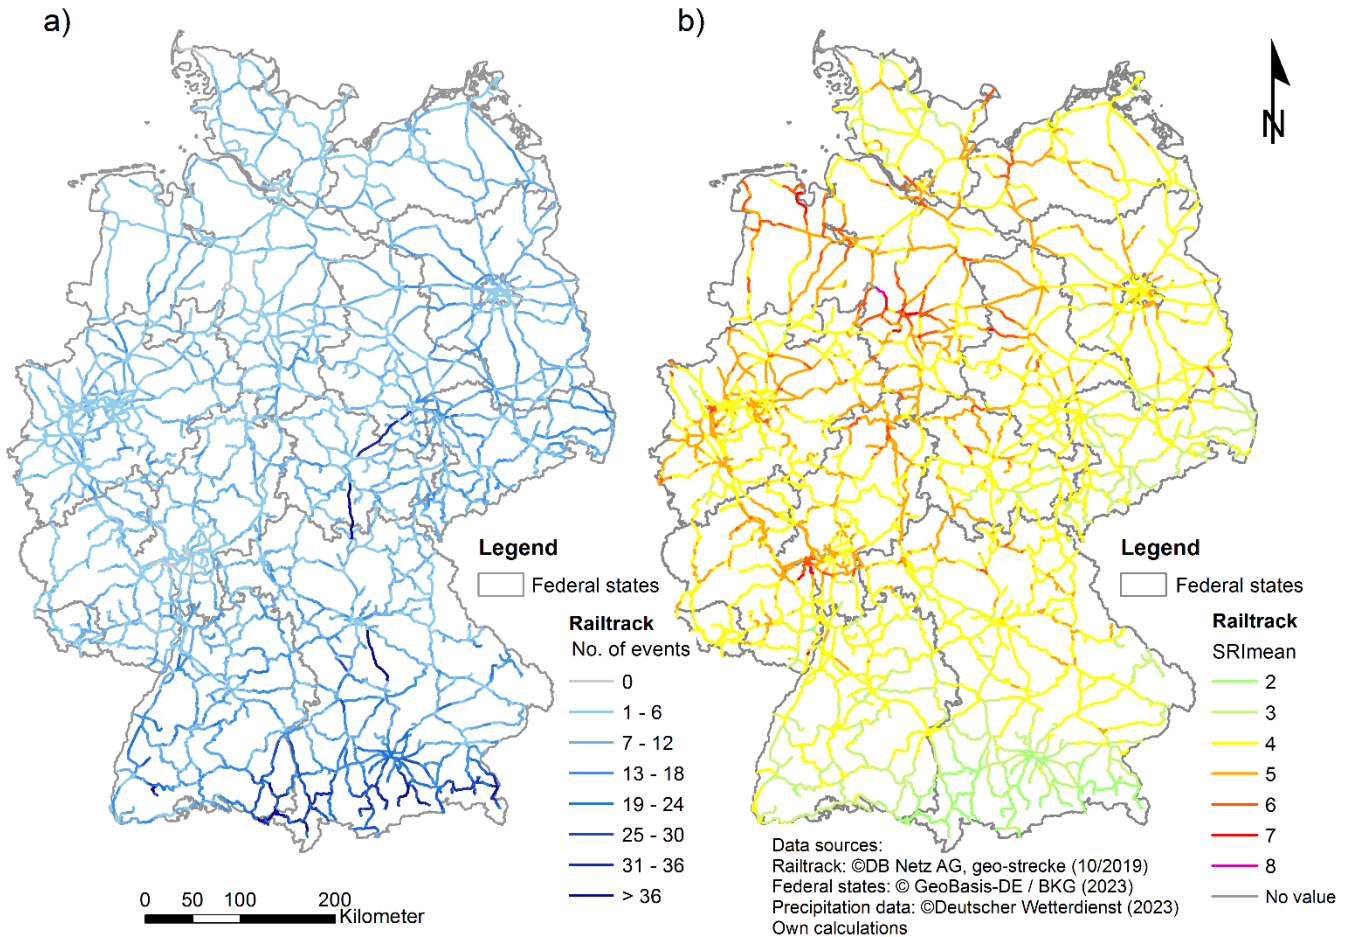 a)
b)
N
Legend
Federal states
Railtrack
No. of events
0
1 - 6
7 - 12
13 - 18
19 - 24
25 - 30
31 - 36
> 36
0 50 100 200
Kilometer
Legend
Federal states
Railtrack
SRImean
2
3
4
5
6
7
8
No value
Data sources:
Railtrack: ©DB Netz AG, geo-strecke (10/2019)
Federal states: © GeoBasis-DE / BKG (2023)
Precipitation data: ©Deutscher Wetterdienst (2023)
Own calculations